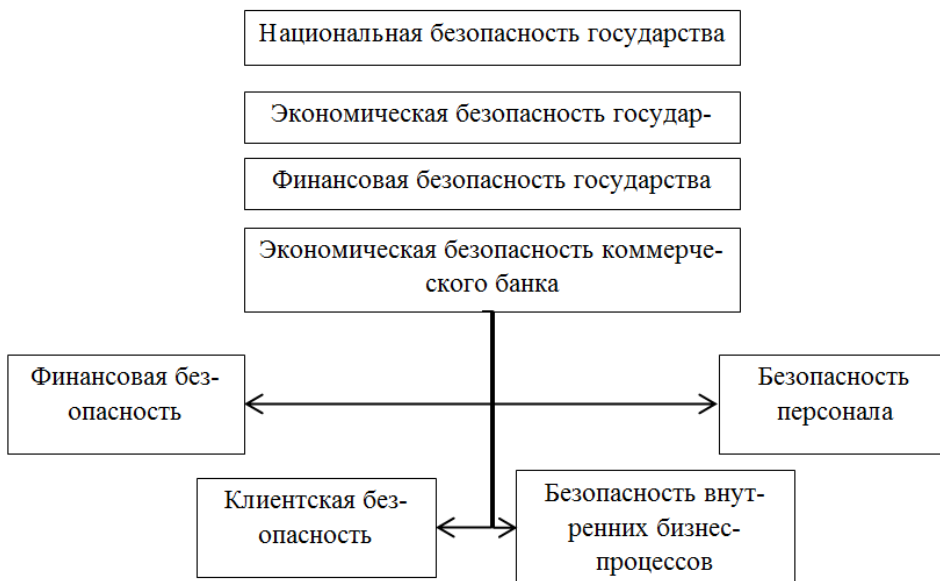 Национальная безопасность государства
Экономическая безопасность государ-
Финансовая безопасность государства
Экономическая безопасность коммерче-
ского банка
Финансовая без-
опасность
Безопасность
персонала
Клиентская без-
опасность
Безопасность внут-
ренних бизнес-
процессов